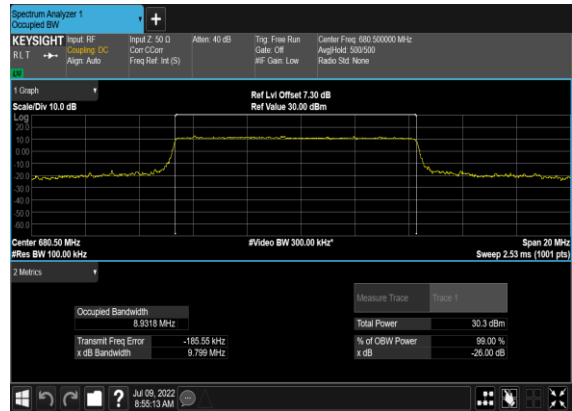 Spectrum Analyzer 1
Occupied BW
+
KEYSIGHT Input: RF Input Z: 50 Ω Atten: 40 dB Trig: Free Run Center Freq: 680.500000 MHz
RLT Coupling: DC Corr CCorr Gate: Off Avg|Hold: 500/500
Align: Auto Freq Ref: Int (S) #IF Gain: Low Radio Std: None
1 Graph
Ref Lvl Offset 7.30 dB
Scale/Div 10.0 dB Ref Value 30.00 dBm
Log
20.0
10.0
0.00
-10.0
-20.0
-30.0
-40.0
-50.0
-60.0
Center 680.50 MHz #Video BW 300.00 kHz* Span 20 MHz
#Res BW 100.00 kHz Sweep 2.53 ms (1001 pts)
2 Metrics
Measure Trace Trace 1
Occupied Bandwidth
8.9318 MHz Total Power 30.3 dBm
Transmit Freq Error -185.55 kHz % of OBW Power 99.00 %
x dB Bandwidth 9.799 MHz x dB -26.00 dB
? Jul 09, 2022
8:55:13 AM